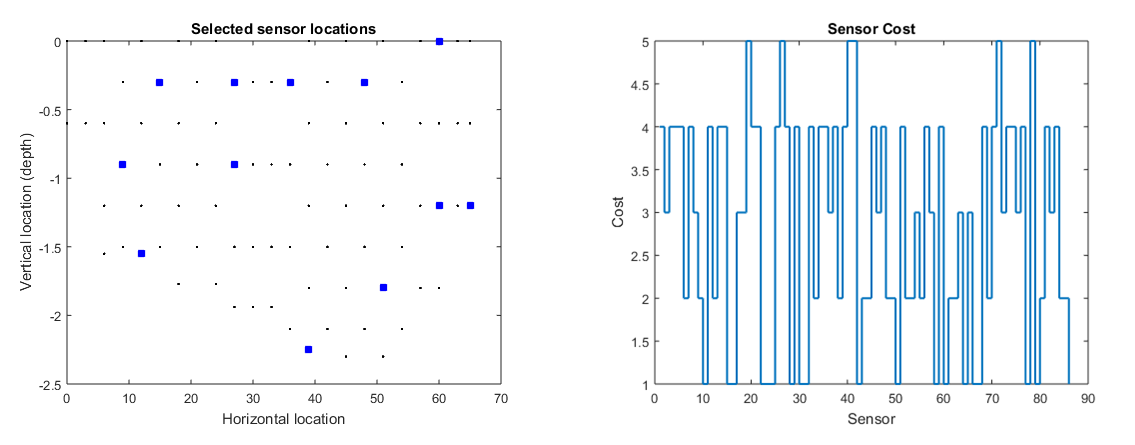 Selected sensor locations
0
-0.5
-1
-1.5
-2
-2.5
Vertical location (depth)
0 10 20 30 40 50 60 70
Horizontal location
Sensor Cost
5
4.5
4
3.5
3
2.5
2
1.5
1
Cost
0 10 20 30 40 50 60 70 80 90
Sensor